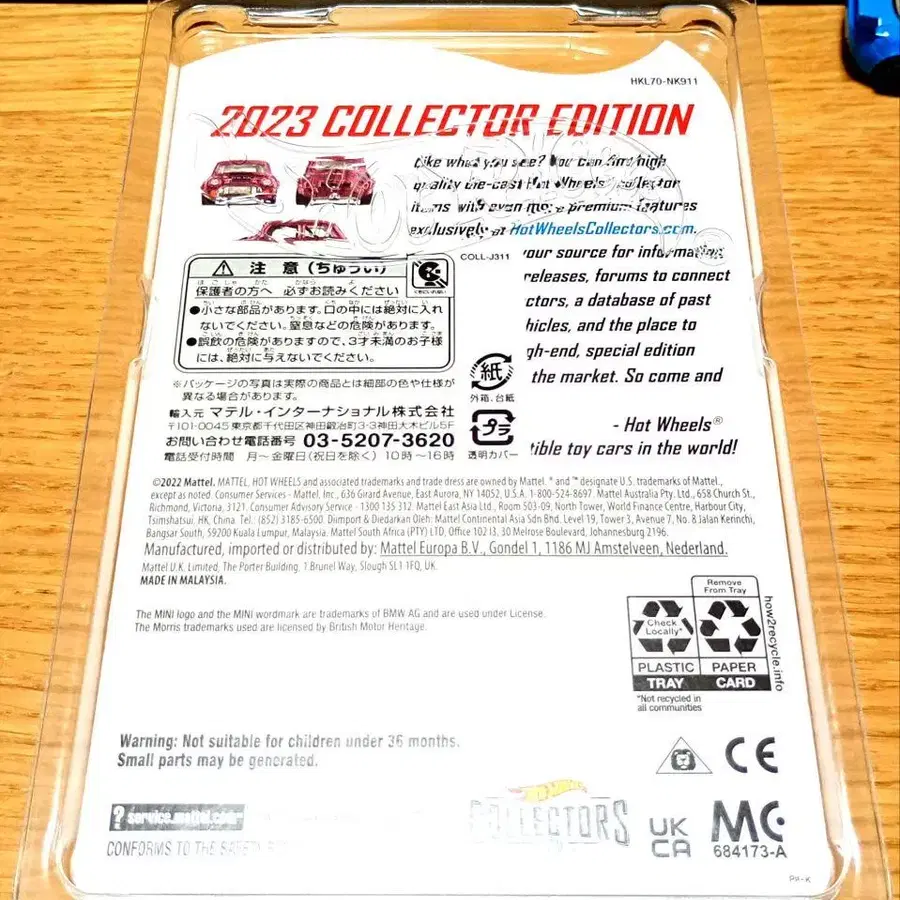 HKL70-NK911
2023 COLLECTOR EDITION
Like what you see? You can find high
quality die-cast Hot Wheels® collector
items with even more premium features
exclusively at HotWheelsCollectors.com,
your source for information
releases, forums to connect
ctors, a database of past
hicles, and the place to
gh-end, special edition
the market. So come and
- Hot Wheels®
tible toy cars in the world!
COLL-J311
注意(ちゅうい)
保護者の方へ 必ずお読みください
●小さな部品があります。口の中には絶対に入れ
ないでください。窒息などの危険があります。
●誤飲の危険がありますので、3才未満のお子様
には、絶対に与えないでください。
※パッケージの写真は実際の商品とは細部の色や仕様が
異なる場合があります。
輸入元 マテル・インターナショナル株式会社
〒101-0045 東京都千代田区神田鍛冶町3-3神田大木ビル5F
お問い合わせ電話番号 03-5207-3620
電話受付時間 月~金曜日(祝日を除く)10時~16時
紙
外箱、台紙
プラ
透明カバー
©2022 Mattel. MATTEL, HOT WHEELS and associated trademarks and trade dress are owned by Mattel. ® and ™ designate U.S. trademarks of Mattel.,
except as noted. Consumer Services - Mattel, Inc., 636 Girard Avenue, East Aurora, NY 14052, U.S.A. 1-800-524-8697. Mattel Australia Pty. Ltd., 658 Church St.,
Richmond, Victoria, 3121. Consumer Advisory Service - 1300 135 312. Mattel East Asia Ltd., Room 503-09, North Tower, World Finance Centre, Harbour City,
Tsimshatsui, HK, China. Tel.: (852) 3185-6500. Diimport & Diedarkan Oleh: Mattel Continental Asia Sdn Bhd. Level 19, Tower 3, Avenue 7, No. 8 Jalan Kerinchi,
Bangsar South, 59200 Kuala Lumpur, Malaysia. Mattel South Africa (PTY) LTD, Office 102I3, 30 Melrose Boulevard, Johannesburg 2196.
Manufactured, imported or distributed by: Mattel Europa B.V., Gondel 1, 1186 MJ Amstelveen, Nederland.
Mattel U.K. Limited, The Porter Building, 1 Brunel Way, Slough SL1 1FQ, UK.
MADE IN MALAYSIA.
The MINI logo and the MINI wordmark are trademarks of BMW AG and are used under License.
The Morris trademarks used are licensed by British Motor Heritage.
Remove
From Tray
Check
Locally*
PLASTIC
TRAY
PAPER
CARD
how2recycle.info
*Not recycled in
all communities
Warning: Not suitable for children under 36 months.
Small parts may be generated.
? service.mattel.com
CONFORMS TO THE SAFETY
HOT WHEELS
COLLECTORS
CE
UK
CA
MC
684173-A
PR-K